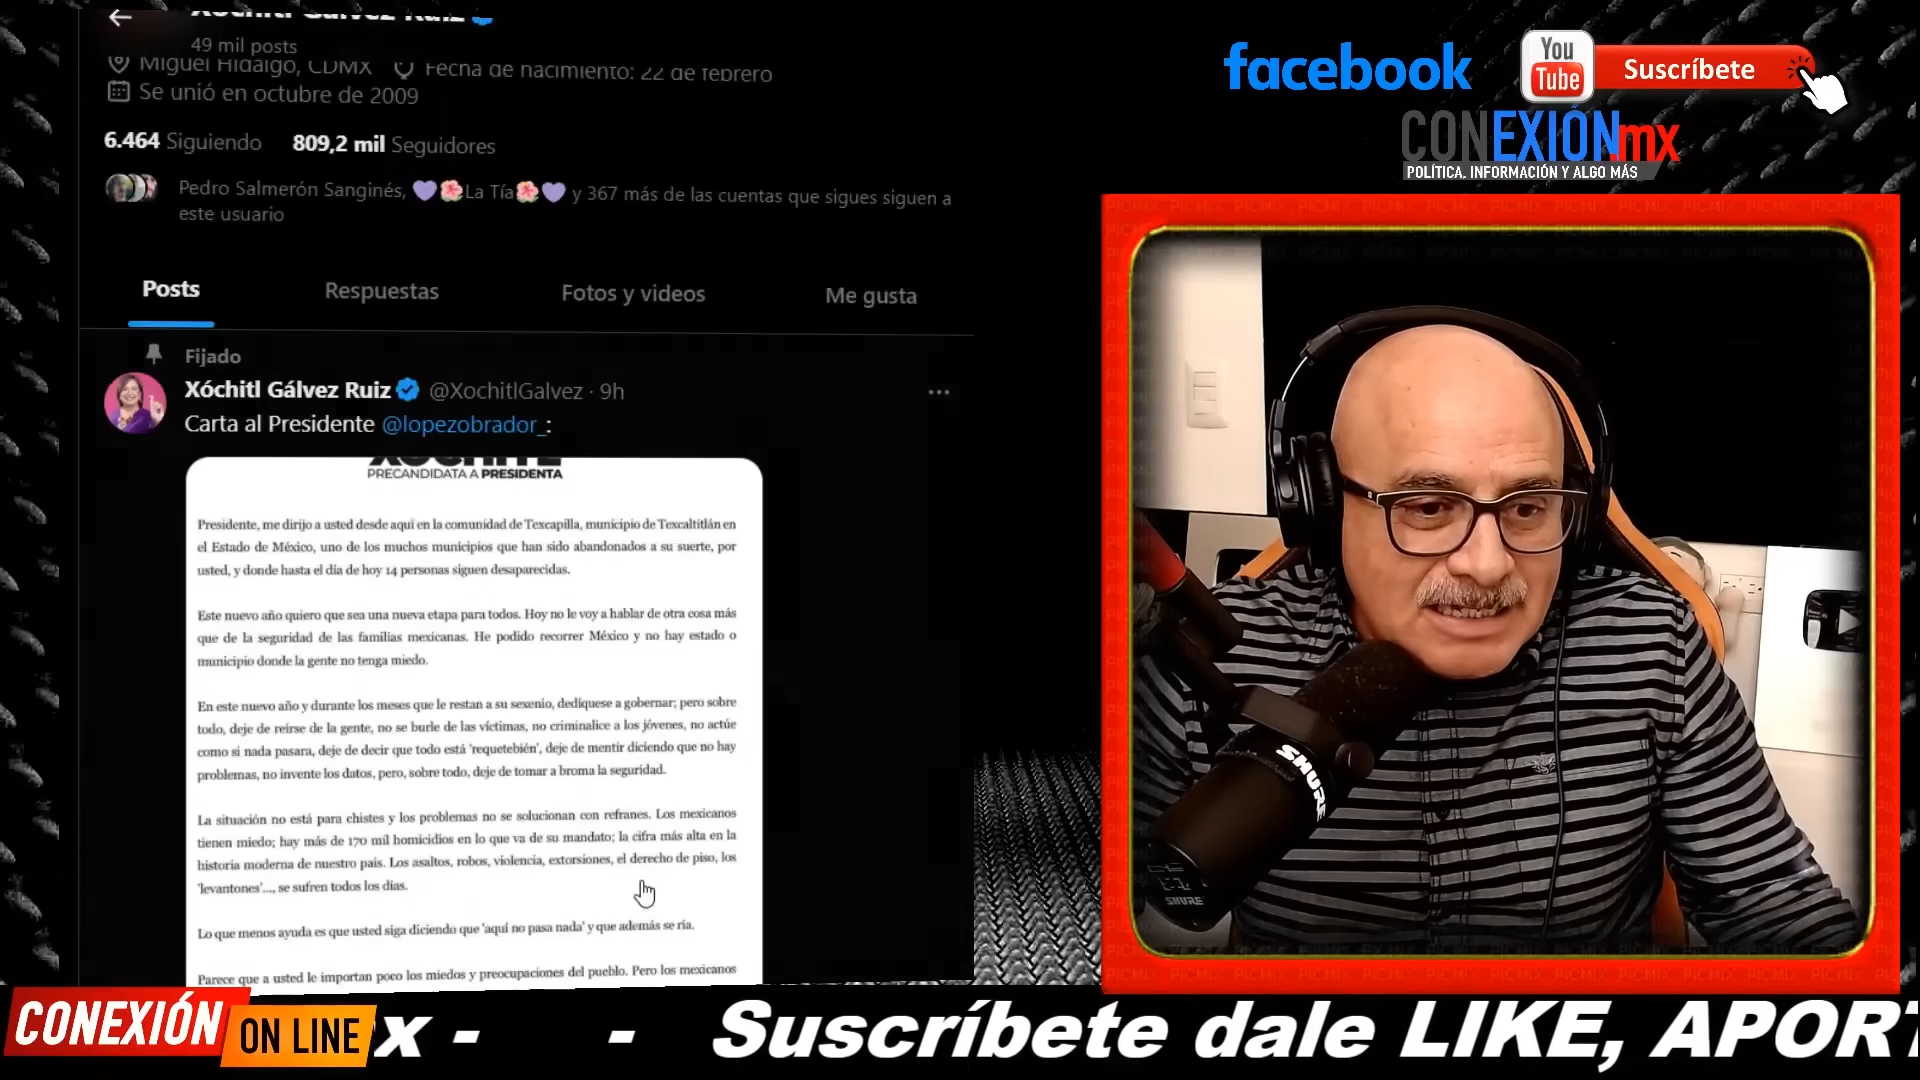 Xóchitl Gálvez Ruiz
49 mil posts
Miguel Hidalgo, CDMX Fecha de nacimiento: 22 de febrero
Se unió en octubre de 2009
6.464 Siguiendo 809,2 mil Seguidores
Pedro Salmerón Sanginés, 💜🌺La Tía🌺💜 y 367 más de las cuentas que sigues siguen a
este usuario
Posts Respuestas Fotos y videos Me gusta
Fijado
Xóchitl Gálvez Ruiz @XochitlGalvez · 9h
Carta al Presidente @lopezobrador_:
PRECANDIDATA A PRESIDENTA
Presidente, me dirijo a usted desde aquí en la comunidad de Texcapilla, municipio de Texcaltitlán en
el Estado de México, uno de los muchos municipios que han sido abandonados a su suerte, por
usted, y donde hasta el día de hoy 14 personas siguen desaparecidas.
Este nuevo año quiero que sea una nueva etapa para todos. Hoy no le voy a hablar de otra cosa más
que de la seguridad de las familias mexicanas. He podido recorrer México y no hay estado o
municipio donde la gente no tenga miedo.
En este nuevo año y durante los meses que le restan a su sexenio, dedíquese a gobernar; pero sobre
todo, deje de reírse de la gente, no se burle de las víctimas, no criminalice a los jóvenes, no actúe
como si nada pasara, deje de decir que todo está 'requetebién', deje de mentir diciendo que no hay
problemas, no invente los datos, pero, sobre todo, deje de tomar a broma la seguridad.
La situación no está para chistes y los problemas no se solucionan con refranes. Los mexicanos
tienen miedo; hay más de 170 mil homicidios en lo que va de su mandato; la cifra más alta en la
historia moderna de nuestro país. Los asaltos, robos, violencia, extorsiones, el derecho de piso, los
'levantones'..., se sufren todos los días.
Lo que menos ayuda es que usted siga diciendo que 'aquí no pasa nada' y que además se ría.
Parece que a usted le importan poco los miedos y preocupaciones del pueblo. Pero los mexicanos
facebook
You
Tube
Suscríbete
CONEXIÓN.mx
POLÍTICA, INFORMACIÓN Y ALGO MÁS
SHURE
SHURE
CONEXIÓN
ON LINE
x - - Suscríbete dale LIKE, APORT